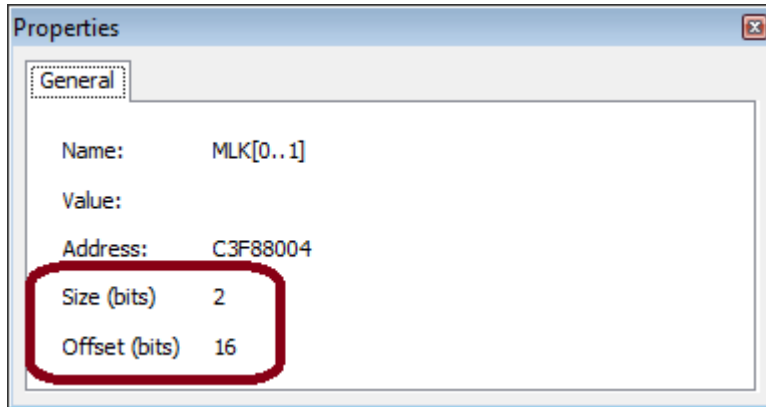 Properties
General
Name: MLK[0..1]
Value:
Address: C3F88004
Size (bits) 2
Offset (bits) 16